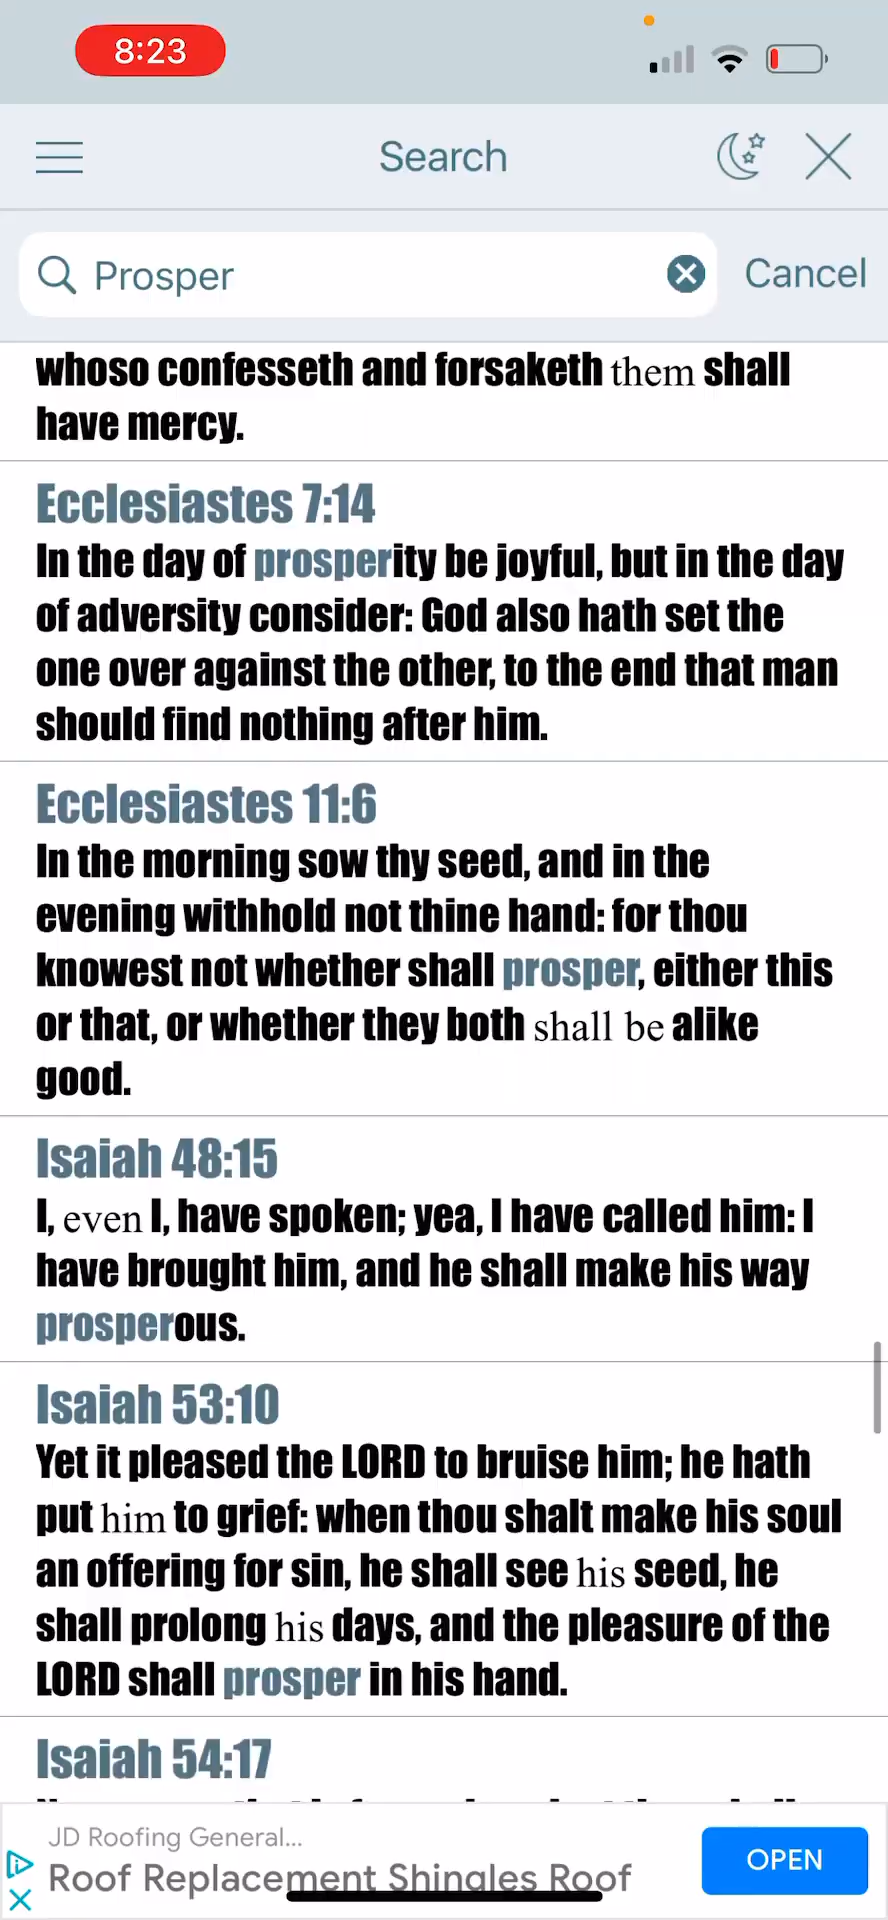 8:23
Search
Prosper
Cancel
whoso confesseth and forsaketh them shall
have mercy.
Ecclesiastes 7:14
In the day of prosperity be joyful, but in the day
of adversity consider: God also hath set the
one over against the other, to the end that man
should find nothing after him.
Ecclesiastes 11:6
In the morning sow thy seed, and in the
evening withhold not thine hand: for thou
knowest not whether shall prosper, either this
or that, or whether they both shall be alike
good.
Isaiah 48:15
I, even I, have spoken; yea, I have called him: I
have brought him, and he shall make his way
prosperous.
Isaiah 53:10
Yet it pleased the LORD to bruise him; he hath
put him to grief: when thou shalt make his soul
an offering for sin, he shall see his seed, he
shall prolong his days, and the pleasure of the
LORD shall prosper in his hand.
Isaiah 54:17
JD Roofing General...
Roof Replacement Shingles Roof
OPEN